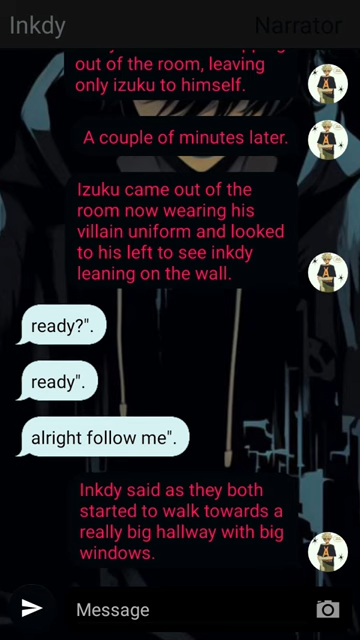 Inkdy Narrator
out of the room, leaving
only izuku to himself.
A couple of minutes later.
Izuku came out of the
room now wearing his
villain uniform and looked
to his left to see inkdy
leaning on the wall.
ready?".
ready".
alright follow me".
Inkdy said as they both
started to walk towards a
really big hallway with big
windows.
Message